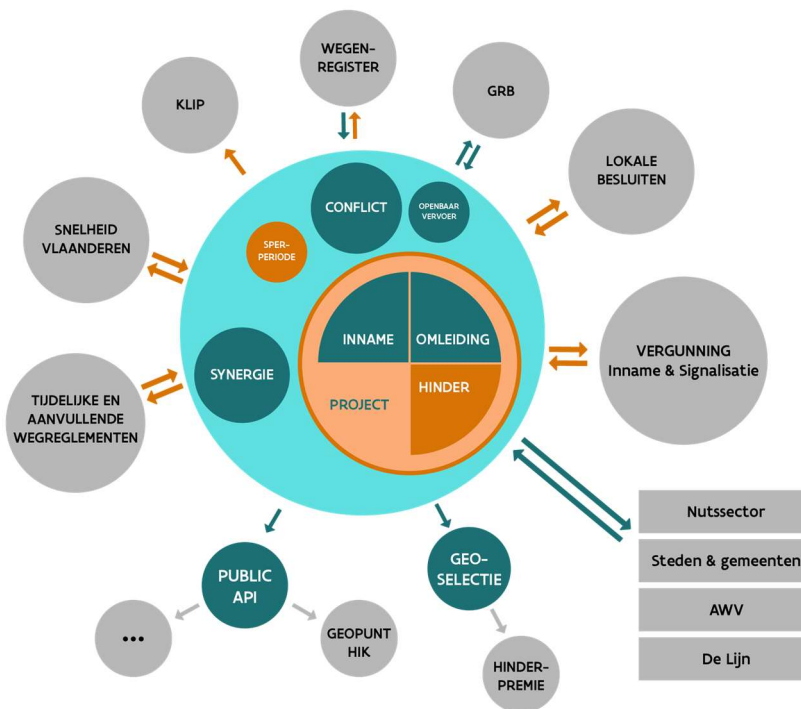 WEGEN-
REGISTER
KLIP
GRB
LOKALE
BESLUITEN
CONFLICT
OPENBAAR
VERVOER
SNELHEID
VLAANDEREN
SPER-
PERIODE
INNAME
OMLEIDING
SYNERGIE
PROJECT
HINDER
VERGUNNING
Inname & Signalisatie
TIJDELIJKE EN
AANVULLENDE
WEGREGLEMENTEN
Nutssector
Steden & gemeenten
AWV
De Lijn
PUBLIC
API
GEO-
SELECTIE
...
GEOPUNT
HIK
HINDER-
PREMIE